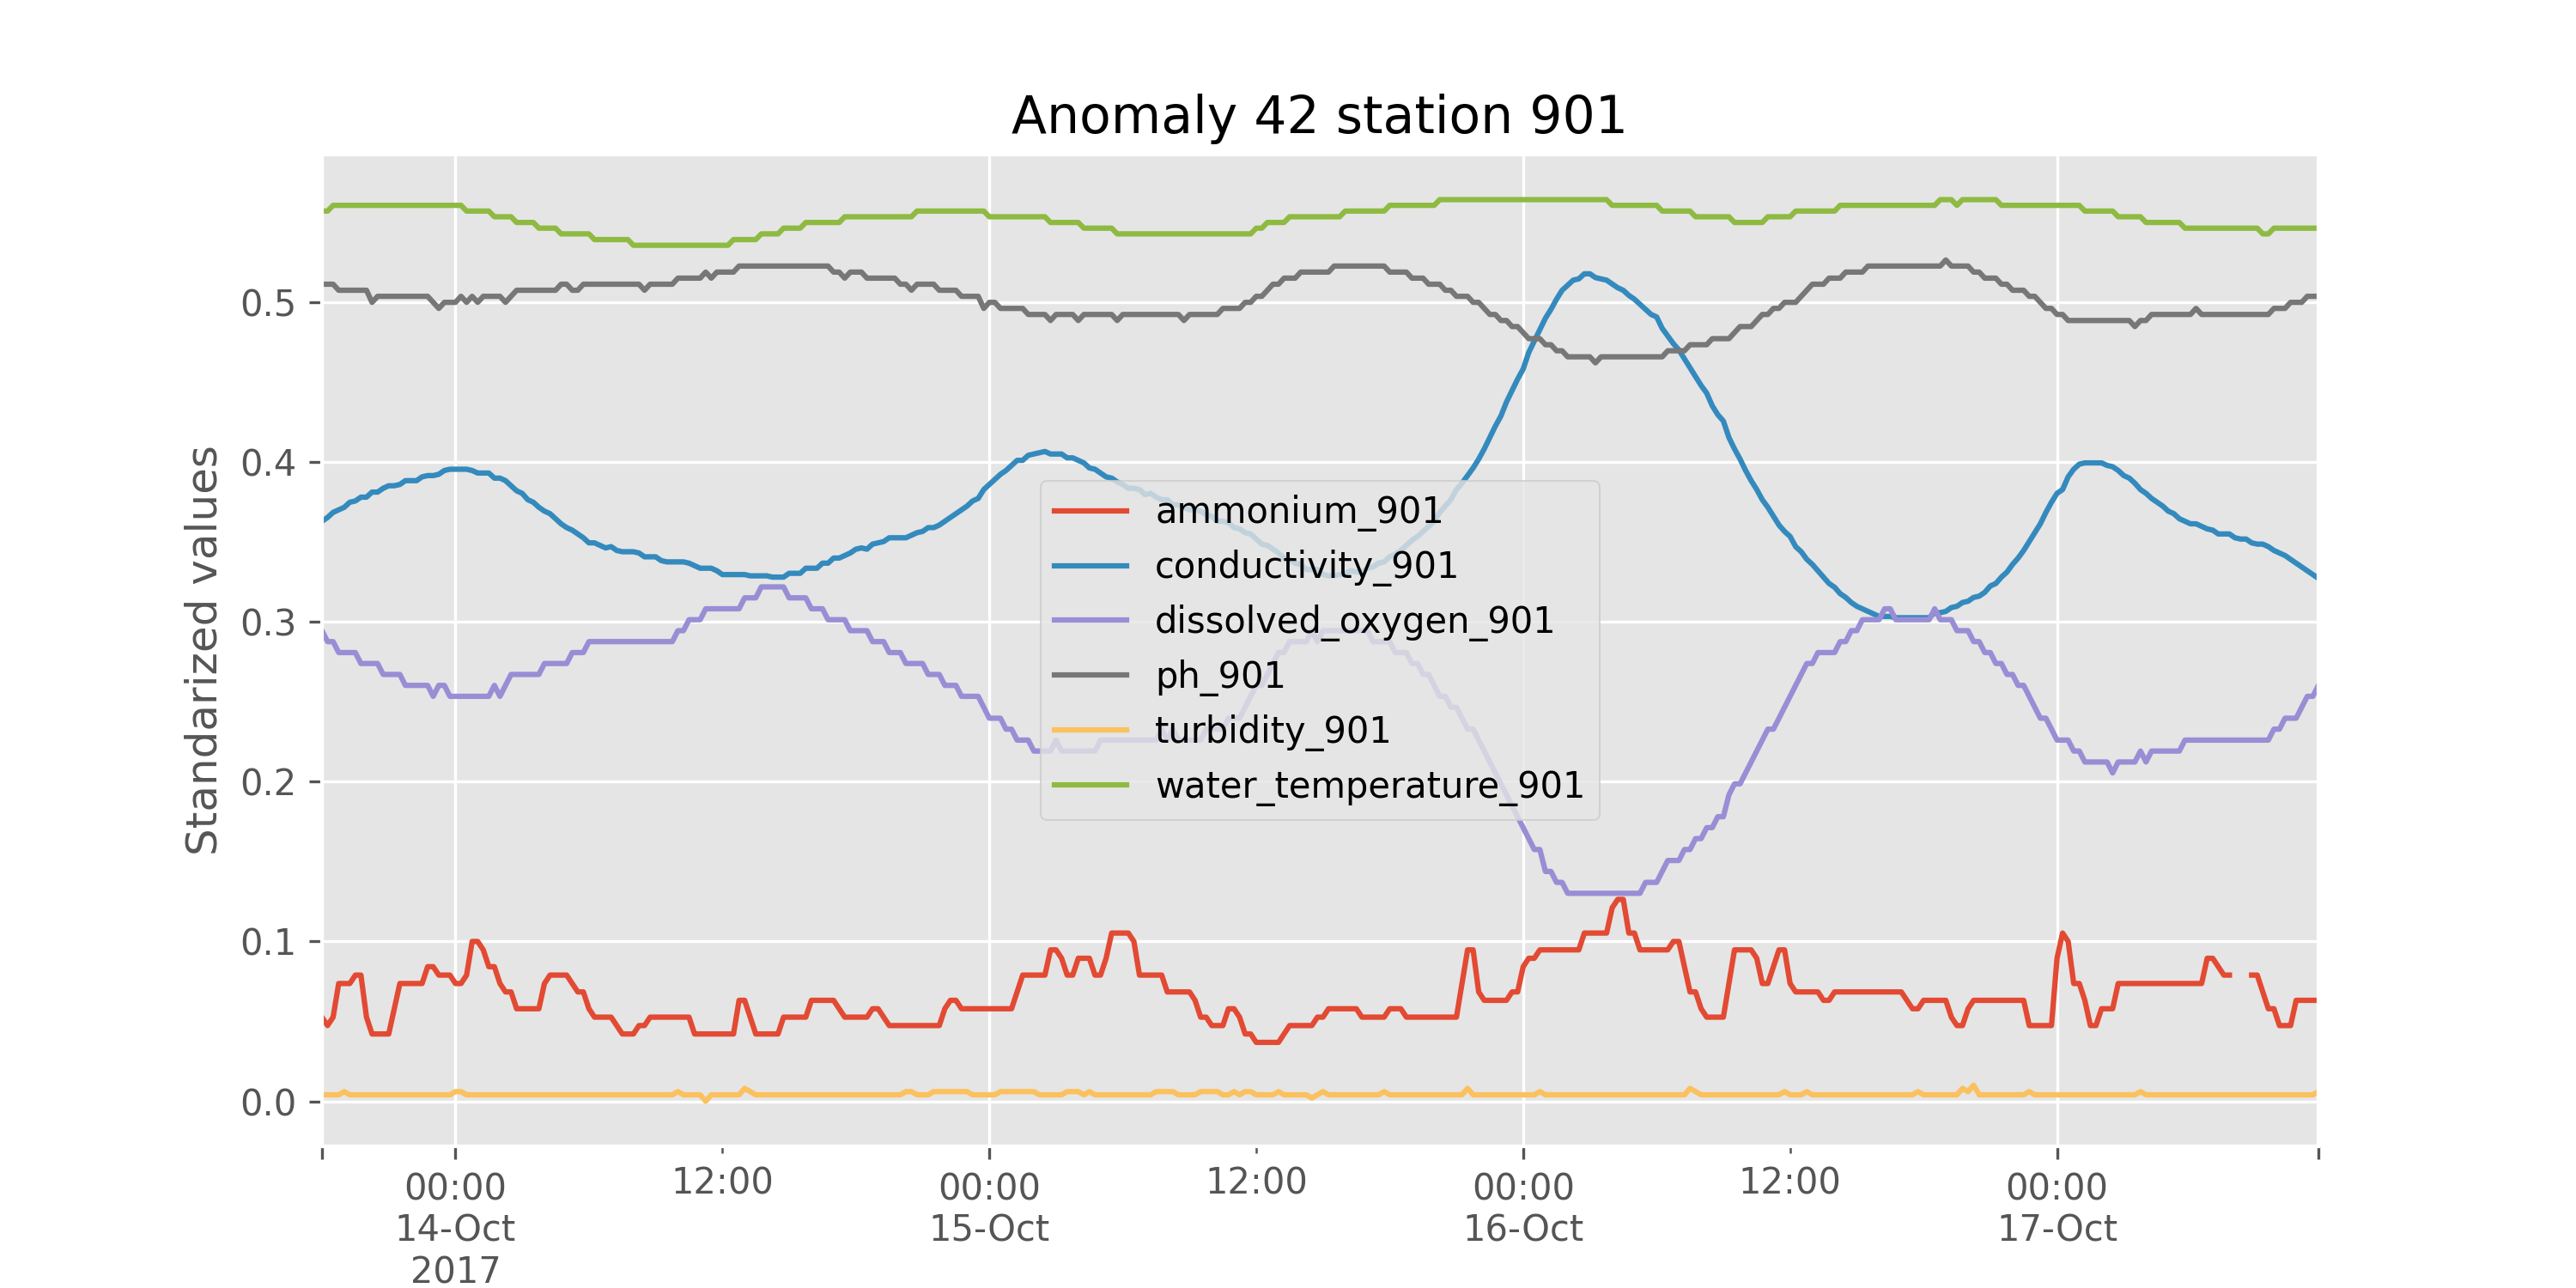 Anomaly 42 station 901
Standarized values
0.5
0.4
0.3
0.2
0.1
0.0
ammonium_901
conductivity_901
dissolved_oxygen_901
ph_901
turbidity_901
water_temperature_901
00:00 12:00 00:00 12:00 00:00 12:00 00:00
14-Oct 15-Oct 16-Oct 17-Oct
2017